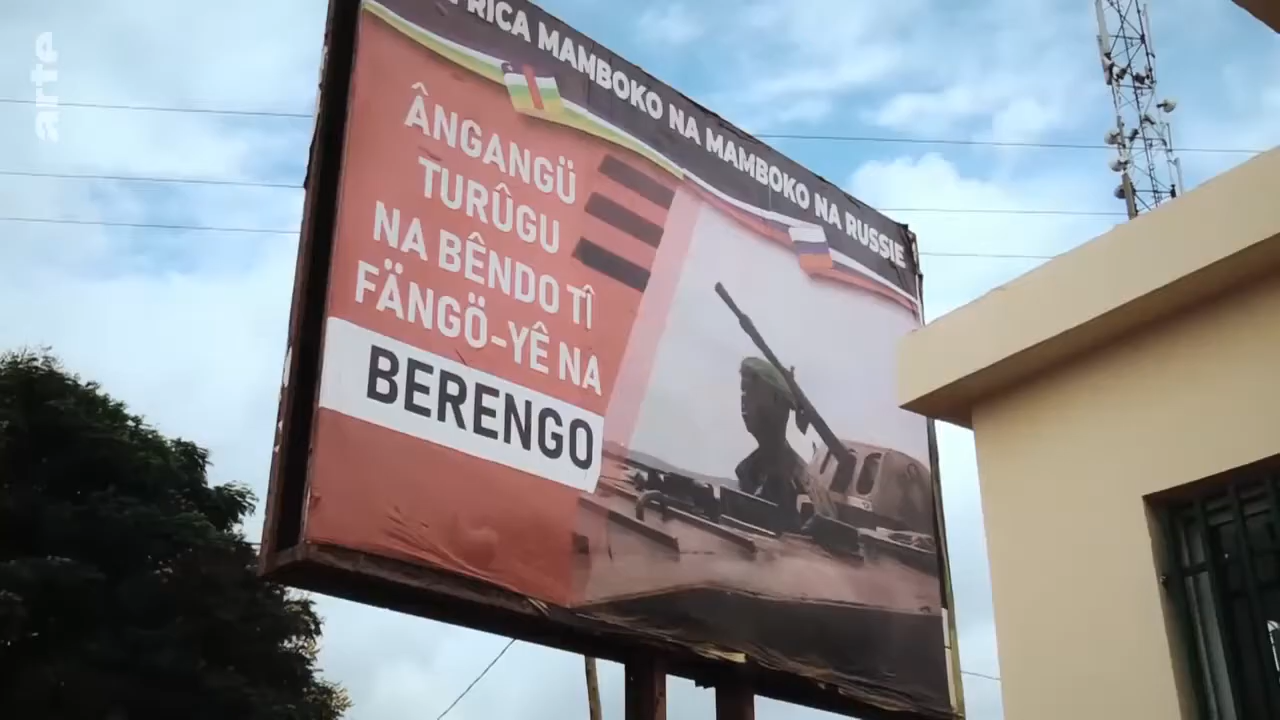 arte
RICA MAMBOKO NA MAMBOKO NA RUSSIE
ÂNGANGÜ
TURÛGU
NA BÊNDO TÎ
FÄNGÖ-YÊ NA
BERENGO